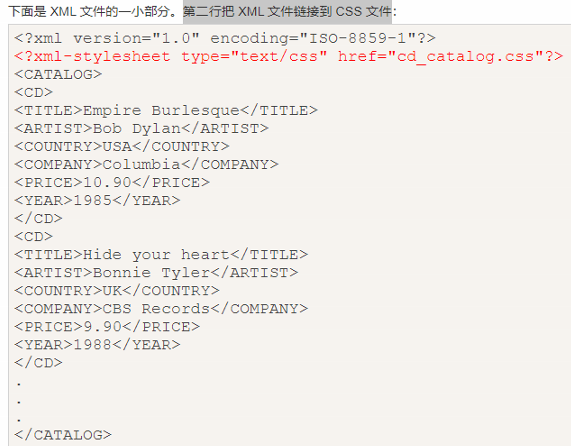 下面是 XML 文件的一小部分。第二行把 XML 文件链接到 CSS 文件:
<?xml version="1.0" encoding="ISO-8859-1"?>
<?xml-stylesheet type="text/css" href="cd_catalog.css"?>
<CATALOG>
<CD>
<TITLE>Empire Burlesque</TITLE>
<ARTIST>Bob Dylan</ARTIST>
<COUNTRY>USA</COUNTRY>
<COMPANY>Columbia</COMPANY>
<PRICE>10.90</PRICE>
<YEAR>1985</YEAR>
</CD>
<CD>
<TITLE>Hide your heart</TITLE>
<ARTIST>Bonnie Tyler</ARTIST>
<COUNTRY>UK</COUNTRY>
<COMPANY>CBS Records</COMPANY>
<PRICE>9.90</PRICE>
<YEAR>1988</YEAR>
</CD>
.
.
.
</CATALOG>